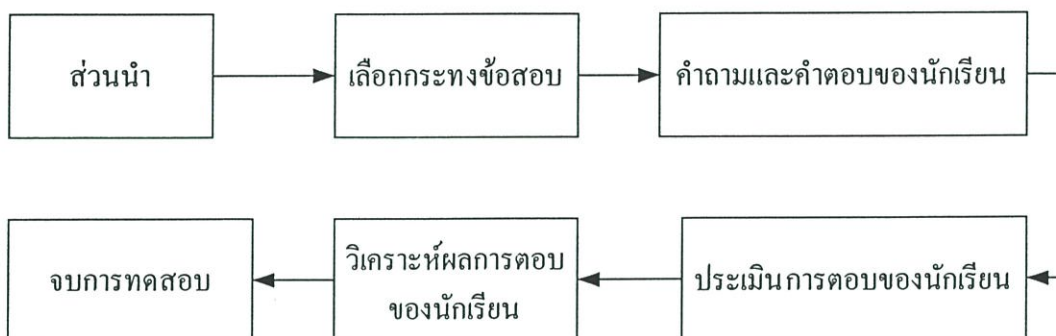 ส่วนนำ
เลือกกระทงข้อสอบ
คำถามและคำตอบของนักเรียน
ประเมินการตอบของนักเรียน
วิเคราะห์ผลการตอบ
ของนักเรียน
จบการทดสอบ